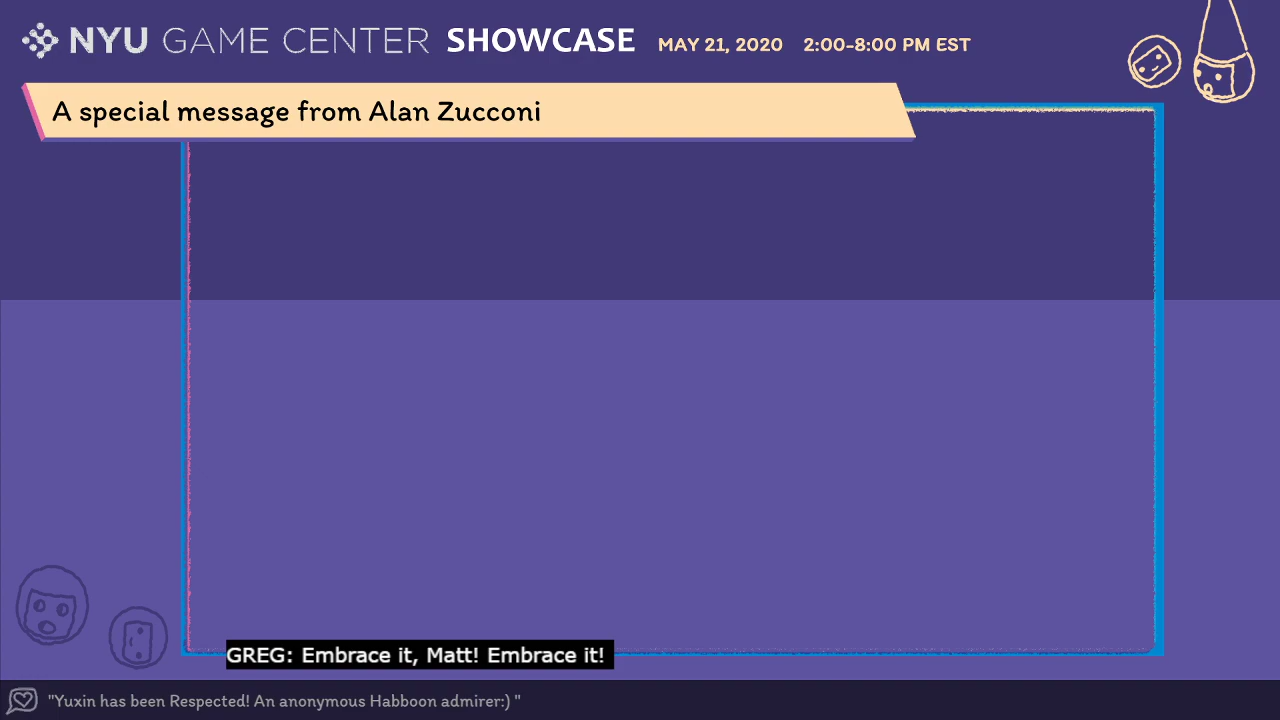 NYU GAME CENTER SHOWCASE MAY 21, 2020 2:00-8:00 PM EST
A special message from Alan Zucconi
GREG: Embrace it, Matt! Embrace it!
"Yuxin has been Respected! An anonymous Habboon admirer:) "